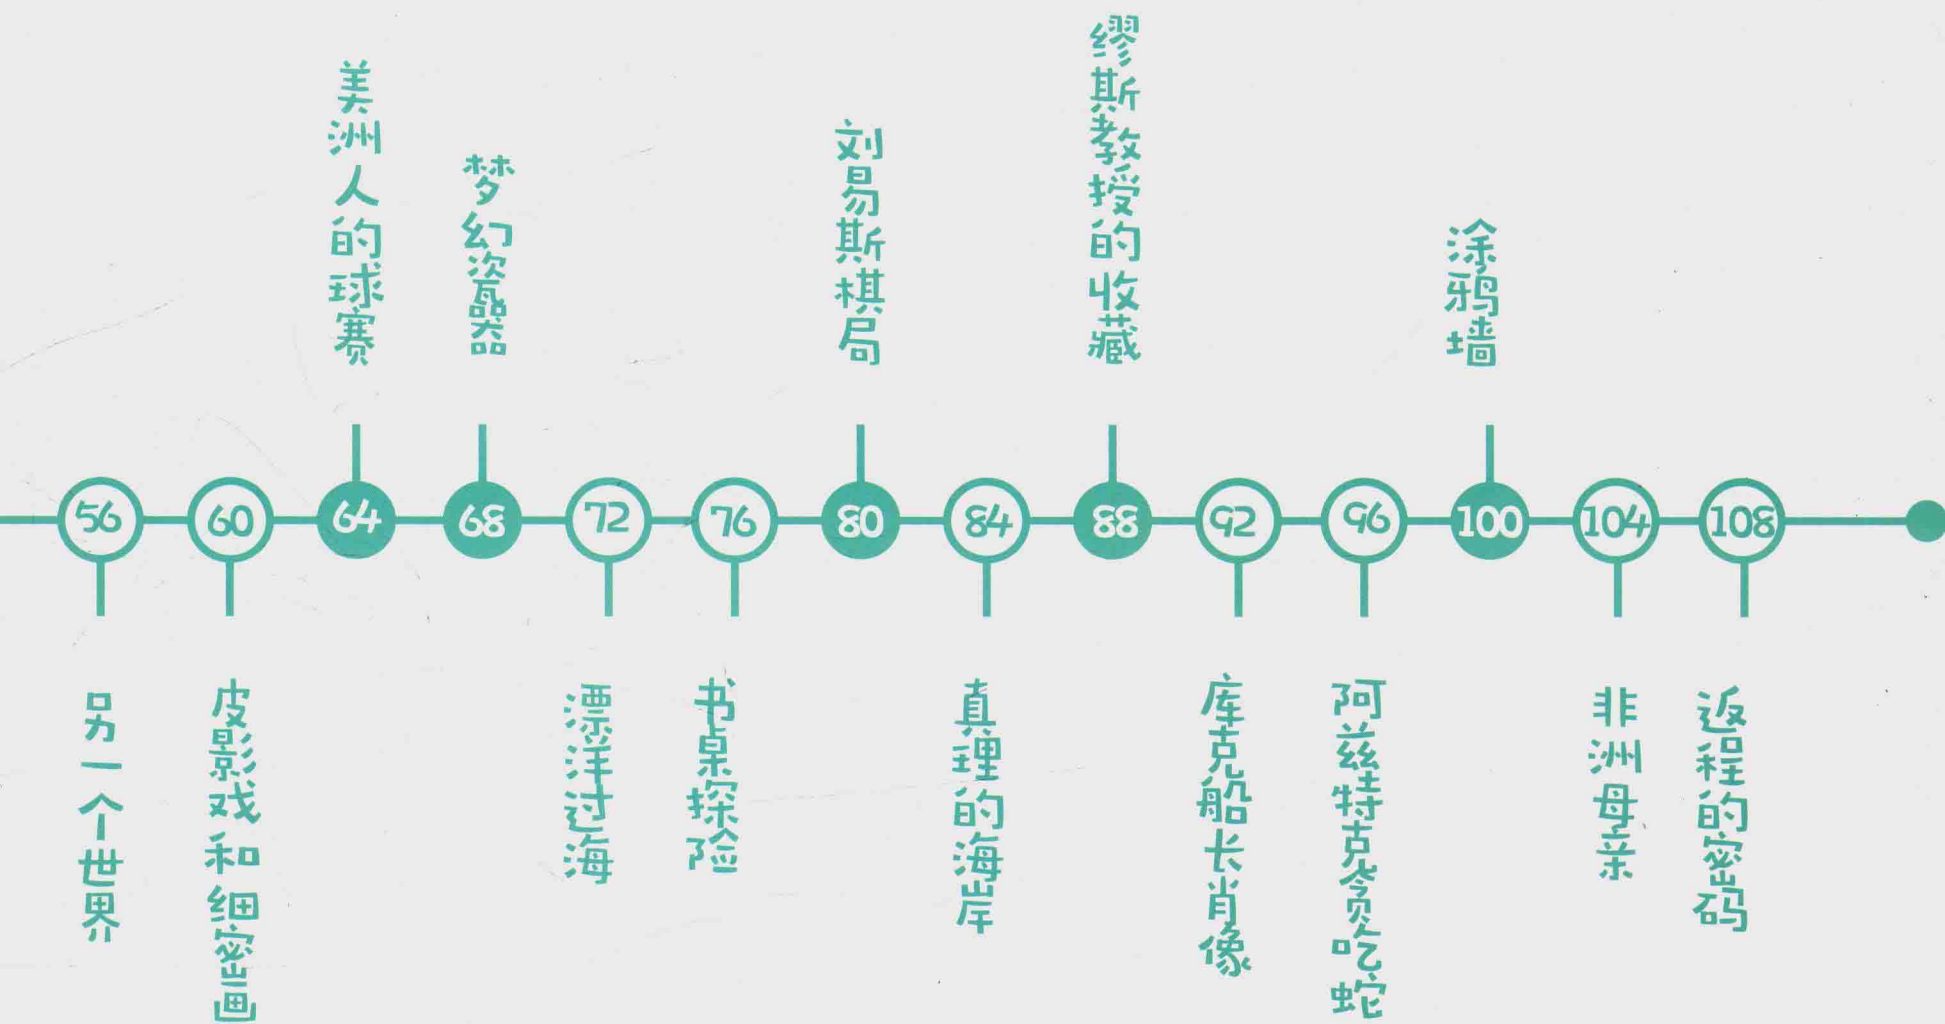 美洲人的球赛
梦幻瓷器
刘易斯棋局
缪斯教授的收藏
涂鸦墙
56
60
64
68
72
76
80
84
88
92
96
100
104
108
另一个世界
皮影戏和细密画
漂洋过海
书桌探险
真理的海岸
库克船长肖像
阿兹特克贪吃蛇
非洲母亲
返程的密码